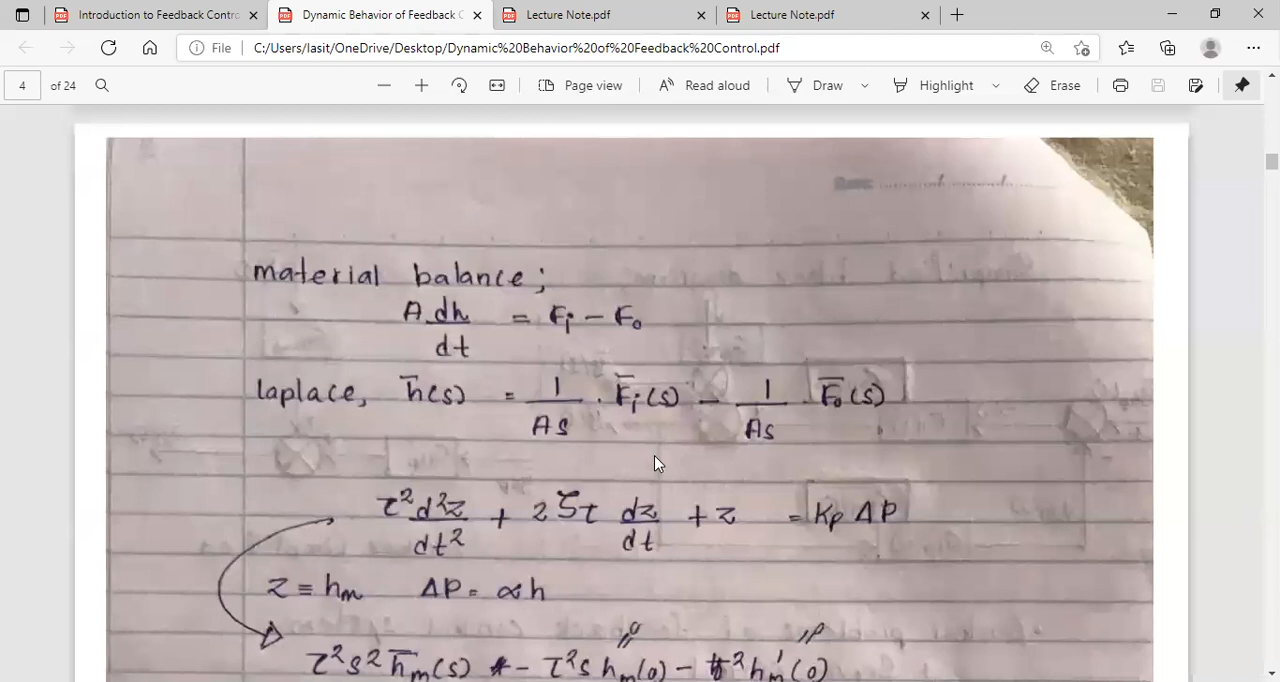 Introduction to Feedback Contro
Dynamic Behavior of Feedback C
Lecture Note.pdf
Lecture Note.pdf
File
C:/Users/lasit/OneDrive/Desktop/Dynamic%20Behavior%20of%20Feedback%20Control.pdf
4 of 24
Page view
Read aloud
Draw
Highlight
Erase
material balance;
A dh/dt = Fi - Fo
laplace, h̄(s) = 1/As . F̄i(s) - 1/As . F̄o(s)
τ² d²z/dt² + 2ζτ dz/dt + z = Kp ΔP
z ≡ hm ΔP = αh
τ²s² h̄m(s) - τ²s hm(0) - τ² hm'(0)